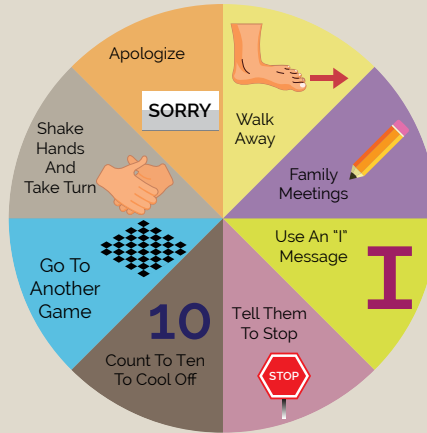 Apologize
SORRY
Walk
Away
Family
Meetings
Use An "I"
Message
I
Tell Them
To Stop
STOP
10
Count To Ten
To Cool Off
Go To
Another
Game
Shake
Hands
And
Take Turn